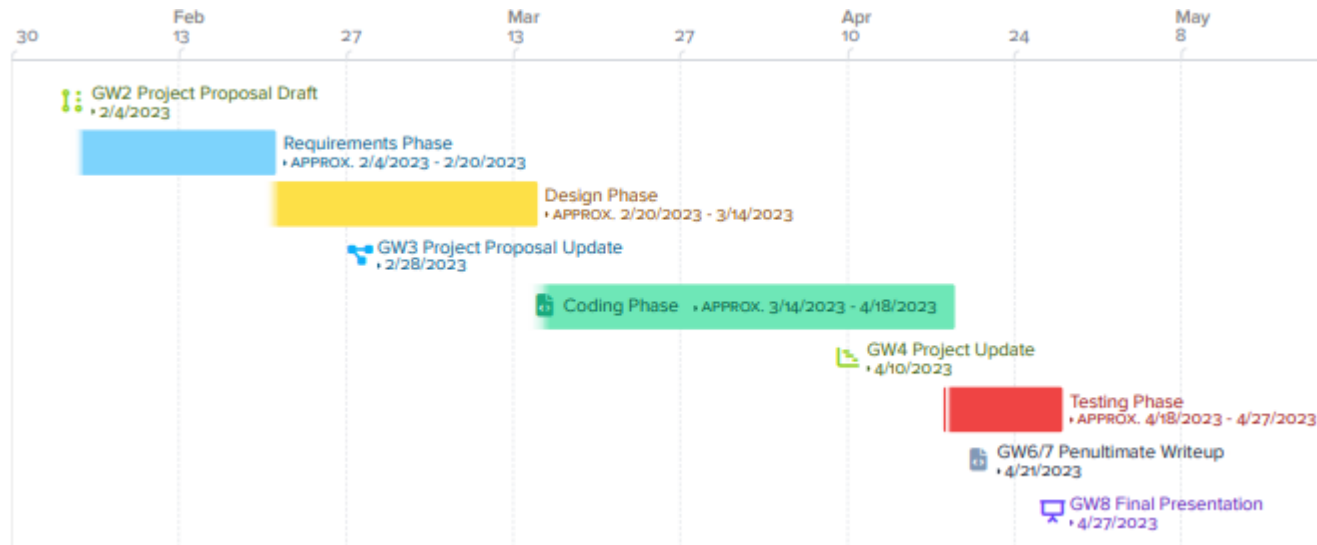 Feb Mar Apr May
30 13 27 13 27 10 24 8
GW2 Project Proposal Draft
2/4/2023
Requirements Phase
APPROX. 2/4/2023 - 2/20/2023
Design Phase
APPROX. 2/20/2023 - 3/14/2023
GW3 Project Proposal Update
2/28/2023
Coding Phase APPROX. 3/14/2023 - 4/18/2023
GW4 Project Update
4/10/2023
Testing Phase
APPROX. 4/18/2023 - 4/27/2023
GW6/7 Penultimate Writeup
4/21/2023
GW8 Final Presentation
4/27/2023